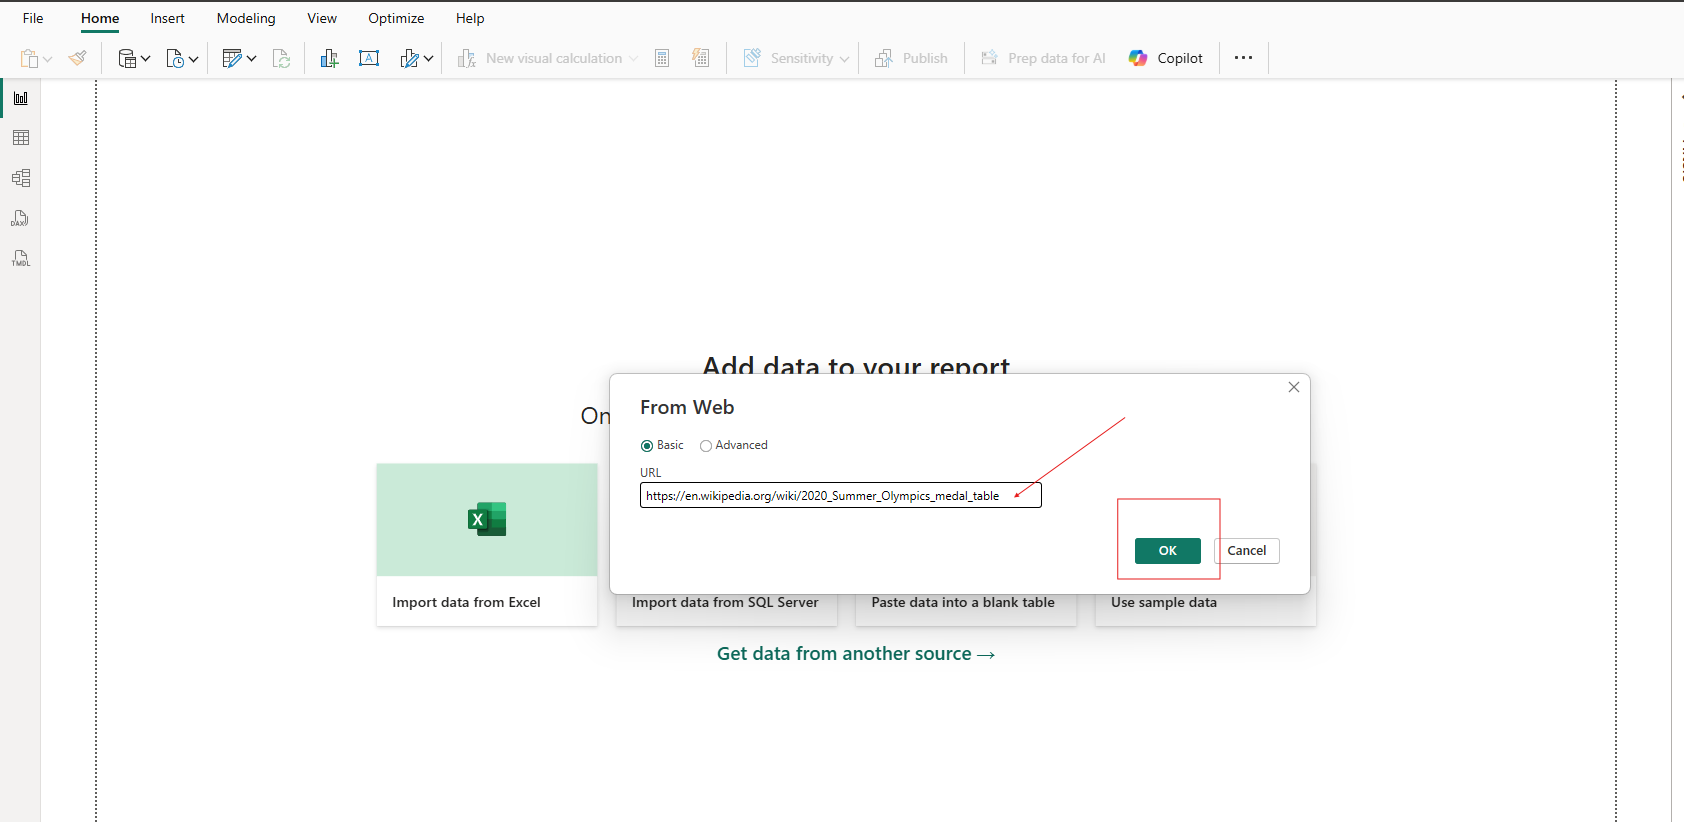 File Home Insert Modeling View Optimize Help
New visual calculation Sensitivity Publish Prep data for AI Copilot
DAX
TMDL
Add data to your report
On
From Web
Basic Advanced
URL
https://en.wikipedia.org/wiki/2020_Summer_Olympics_medal_table
OK Cancel
Import data from Excel Import data from SQL Server Paste data into a blank table Use sample data
Get data from another source →